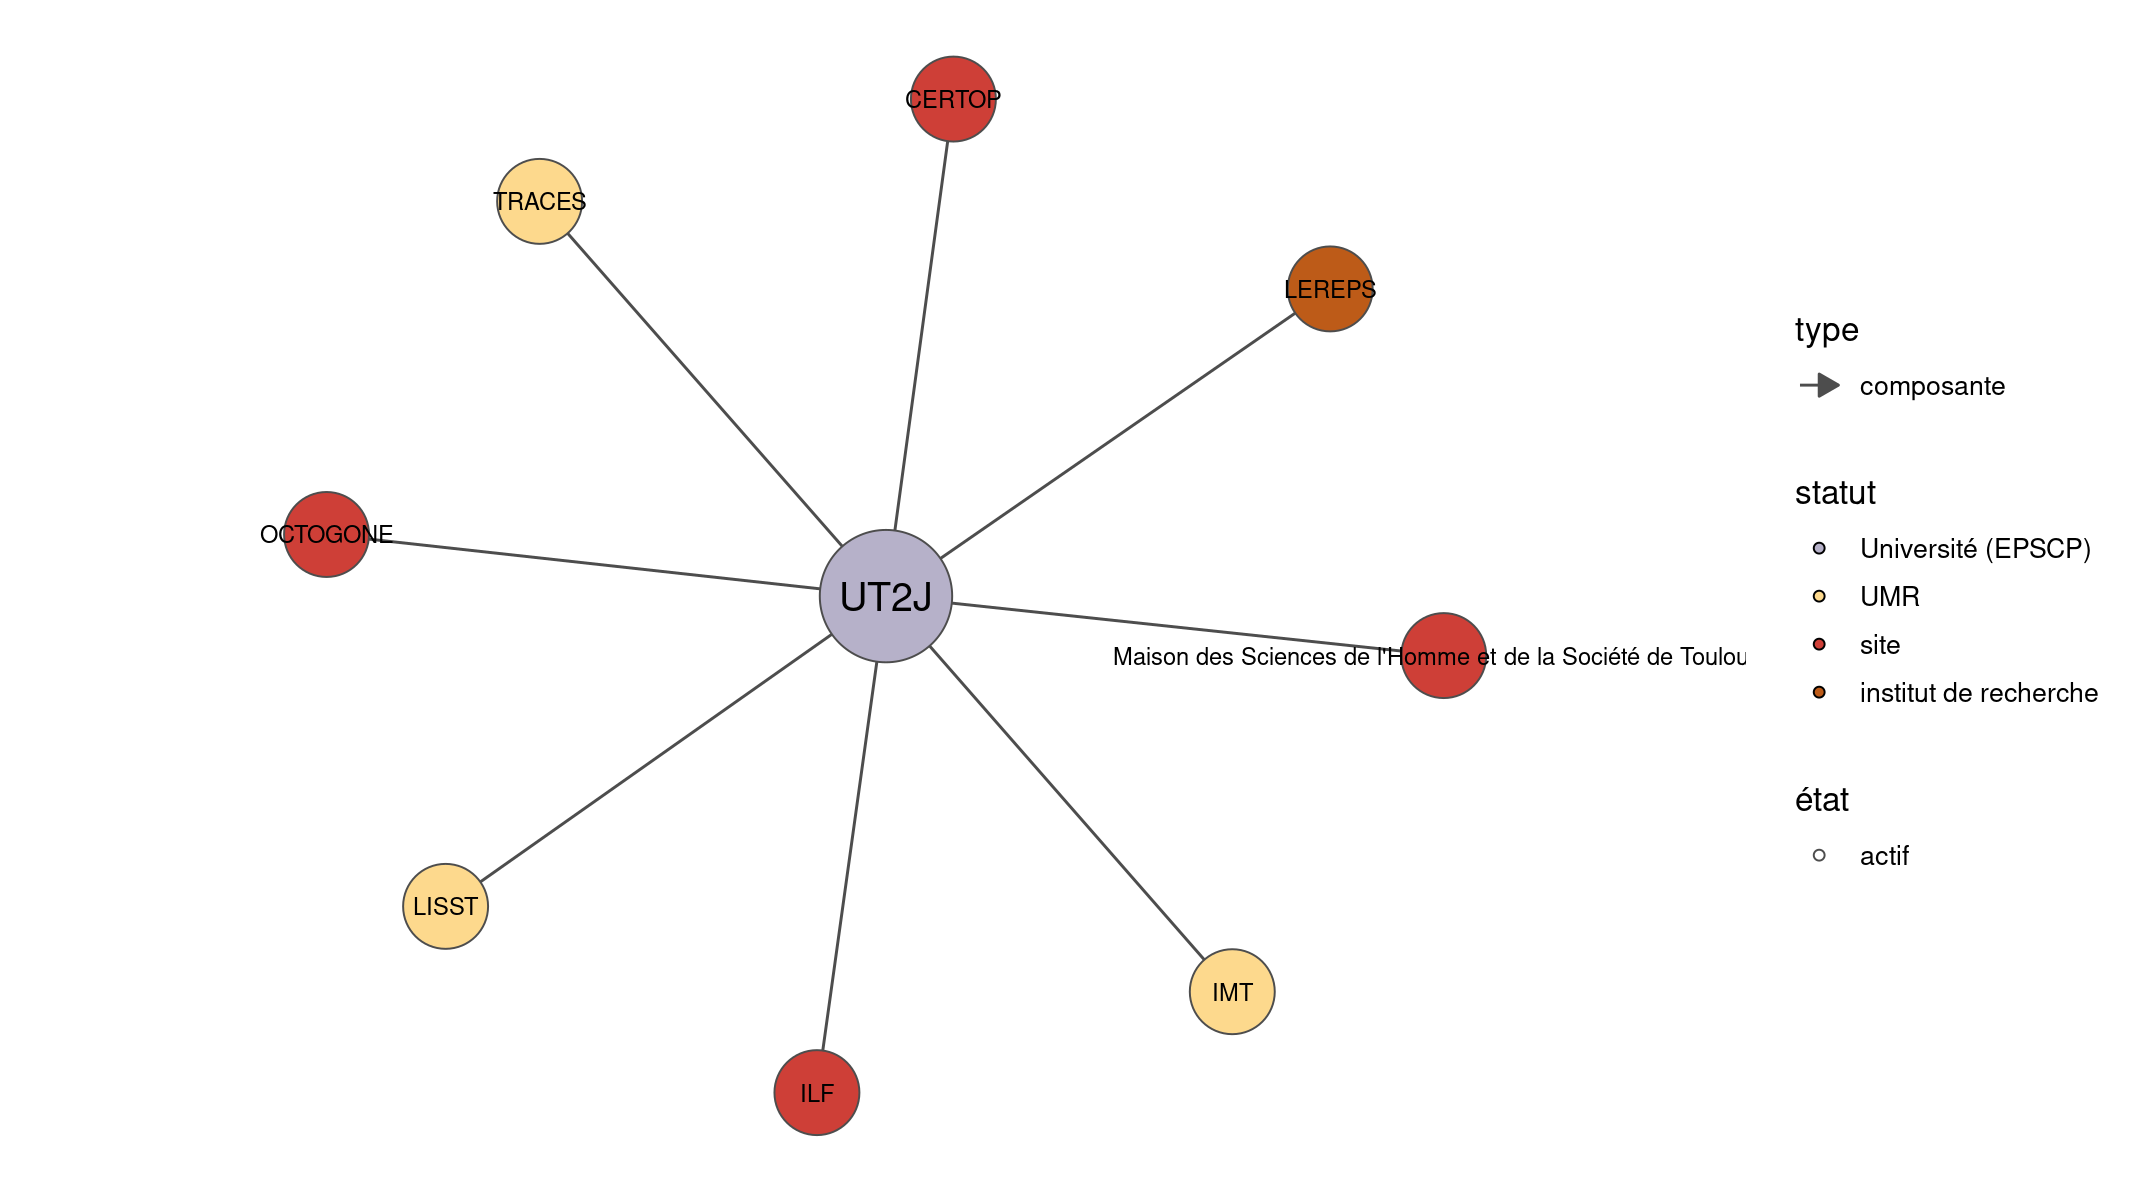 CERTOP
TRACES
LEREPS
OCTOGONE
UT2J
Maison des Sciences de l'Homme et de la Société de Toulou
LISST
IMT
ILF
type
composante
statut
Université (EPSCP)
UMR
site
institut de recherche
état
actif